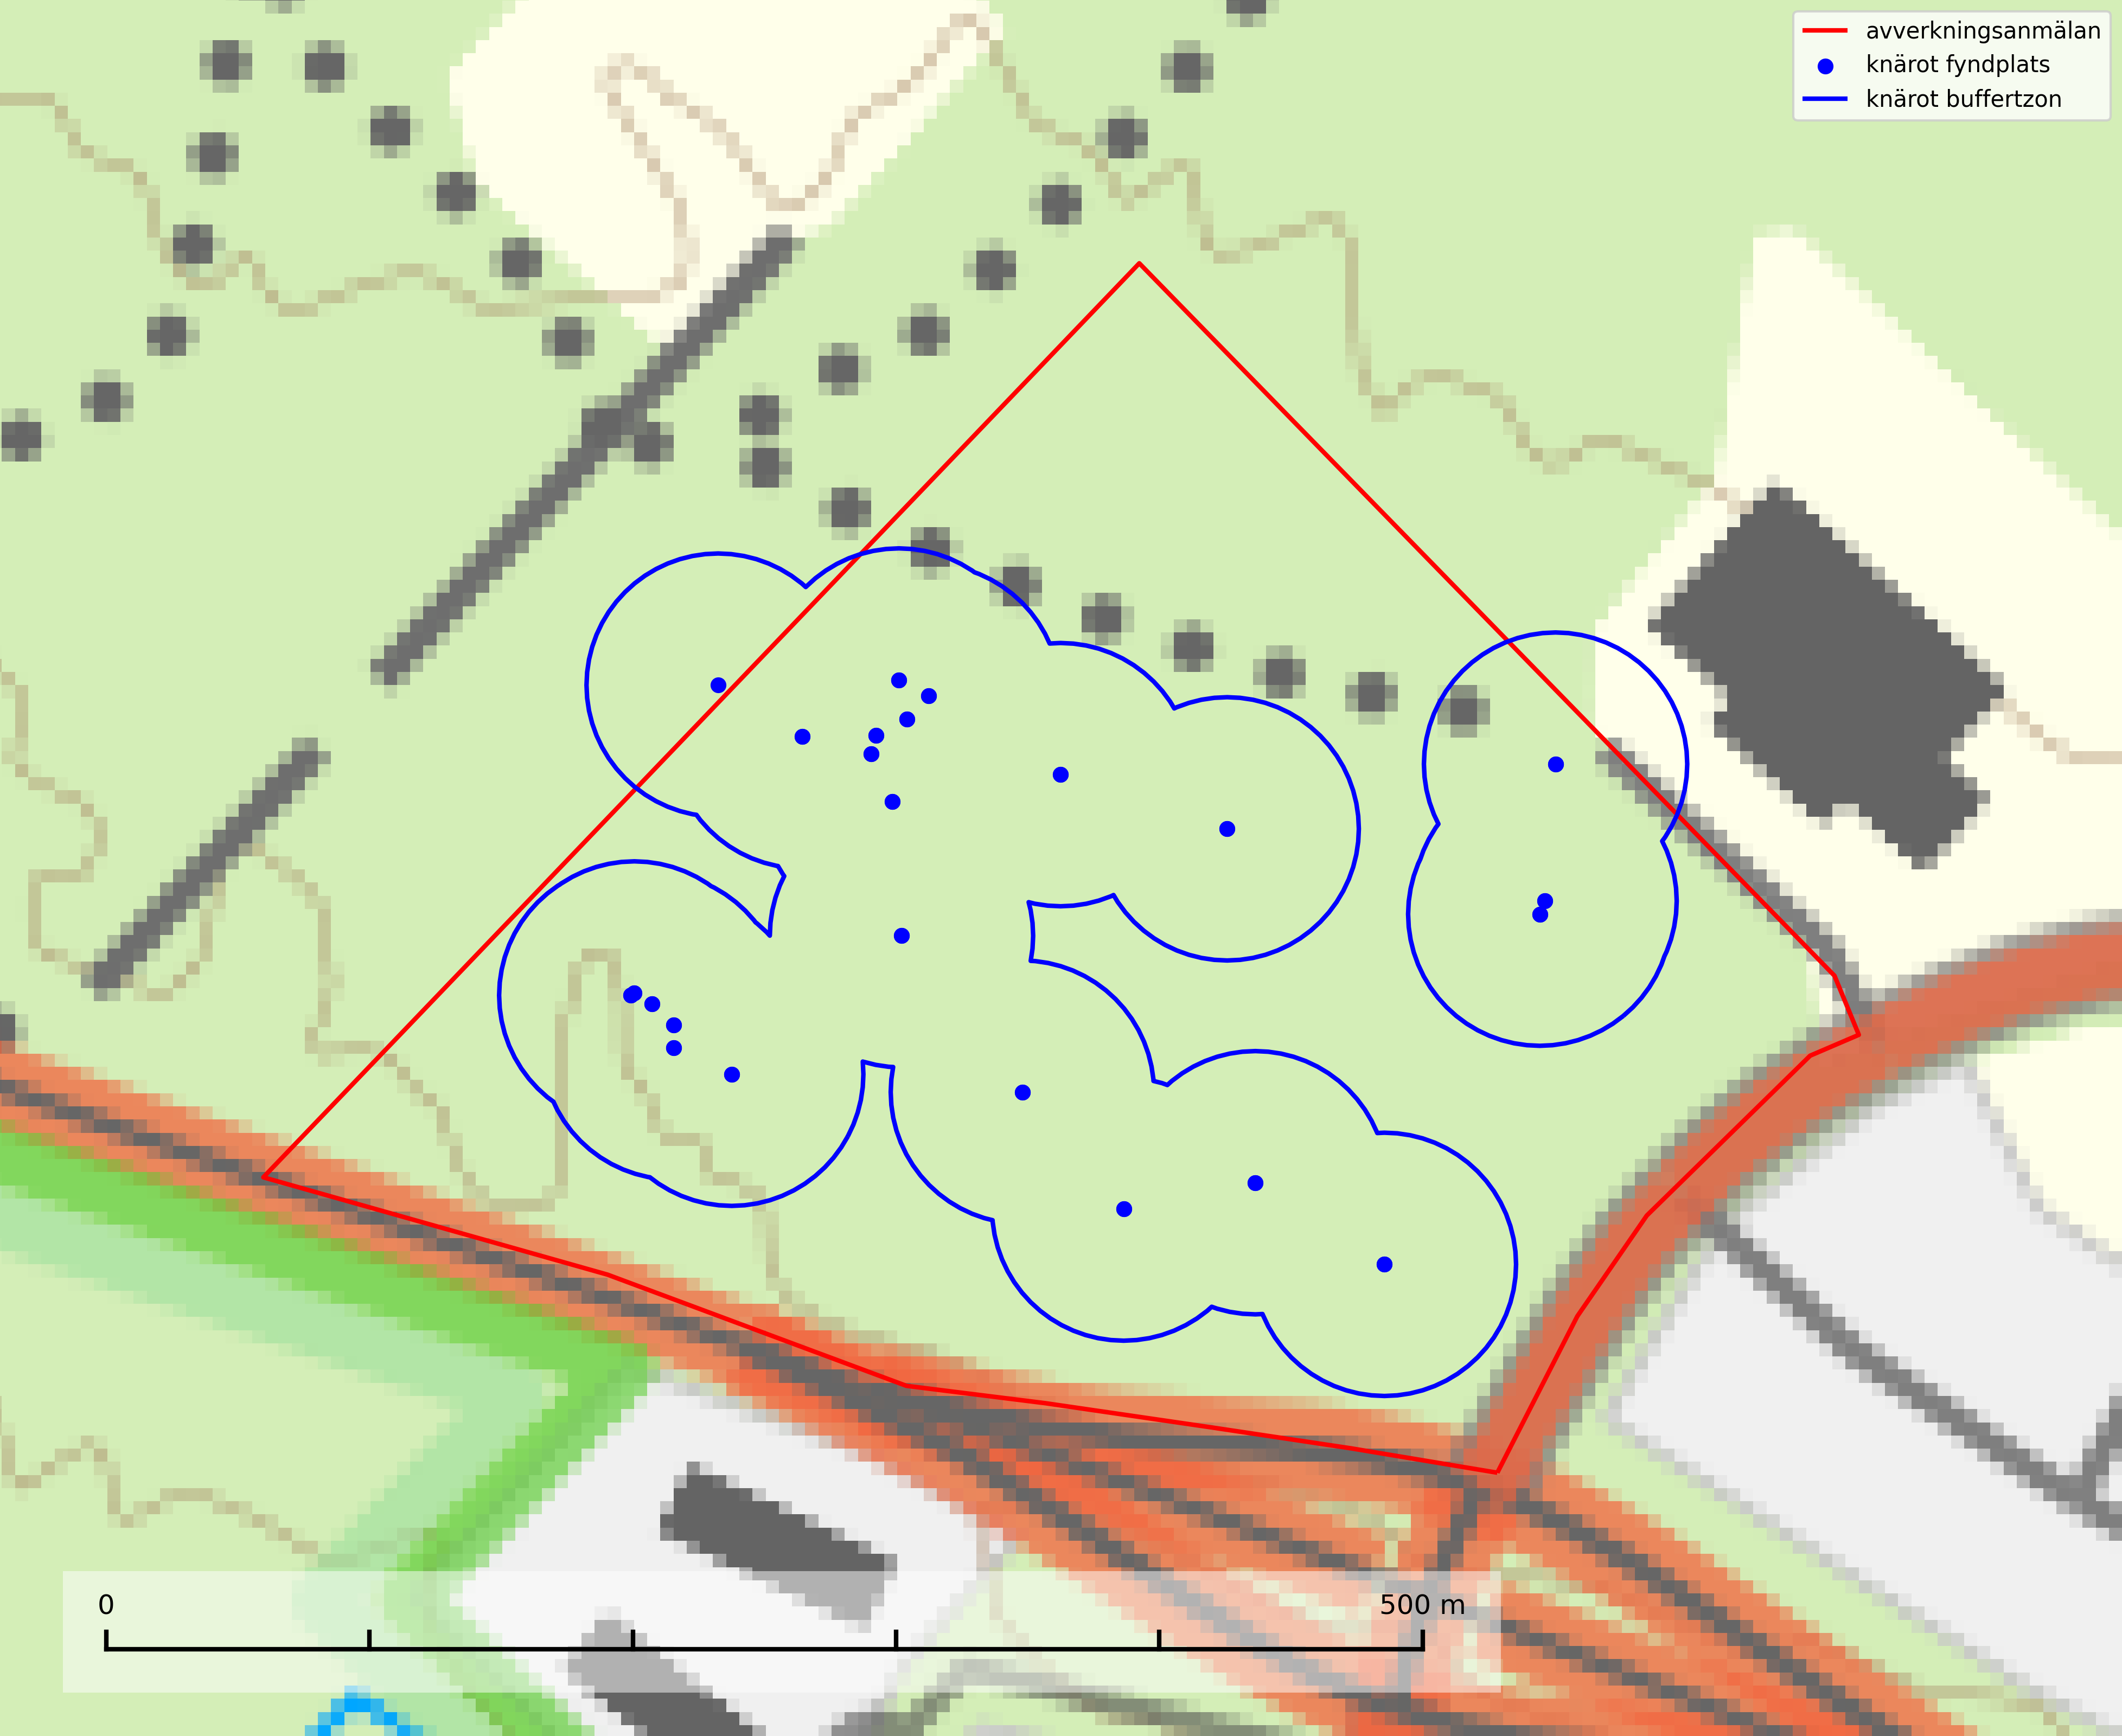 avverkningsanmälan
knärot fyndplats
knärot buffertzon
0
500 m